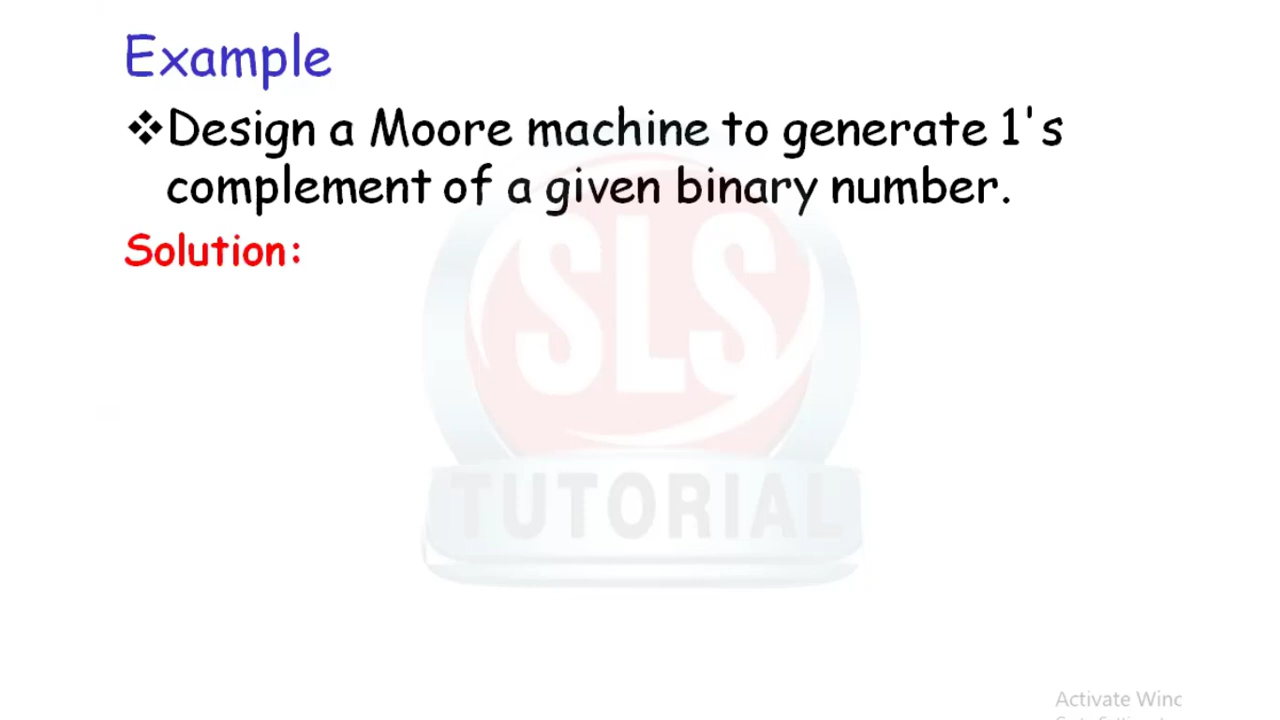 Example
❖Design a Moore machine to generate 1's
complement of a given binary number.
Solution:
SLS
TUTORIAL
Activate Winc